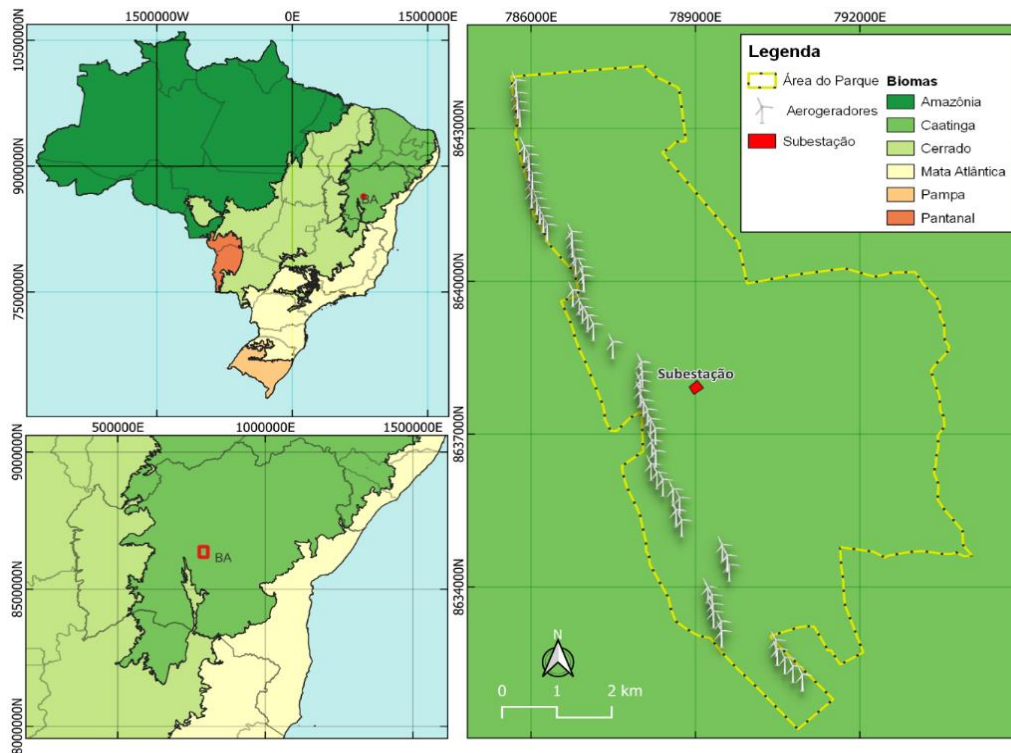 1500000W 0E 1500000E
10500000N
9000000N
7500000N
BA
500000E 1000000E 1500000E
9000000N
8500000N
8000000N
BA
786000E 789000E 792000E
8643000N
8640000N
8637000N
8634000N
Legenda
Área do Parque
Aerogeradores
Subestação
Biomas
Amazônia
Caatinga
Cerrado
Mata Atlântica
Pampa
Pantanal
Subestação
N
0 1 2 km